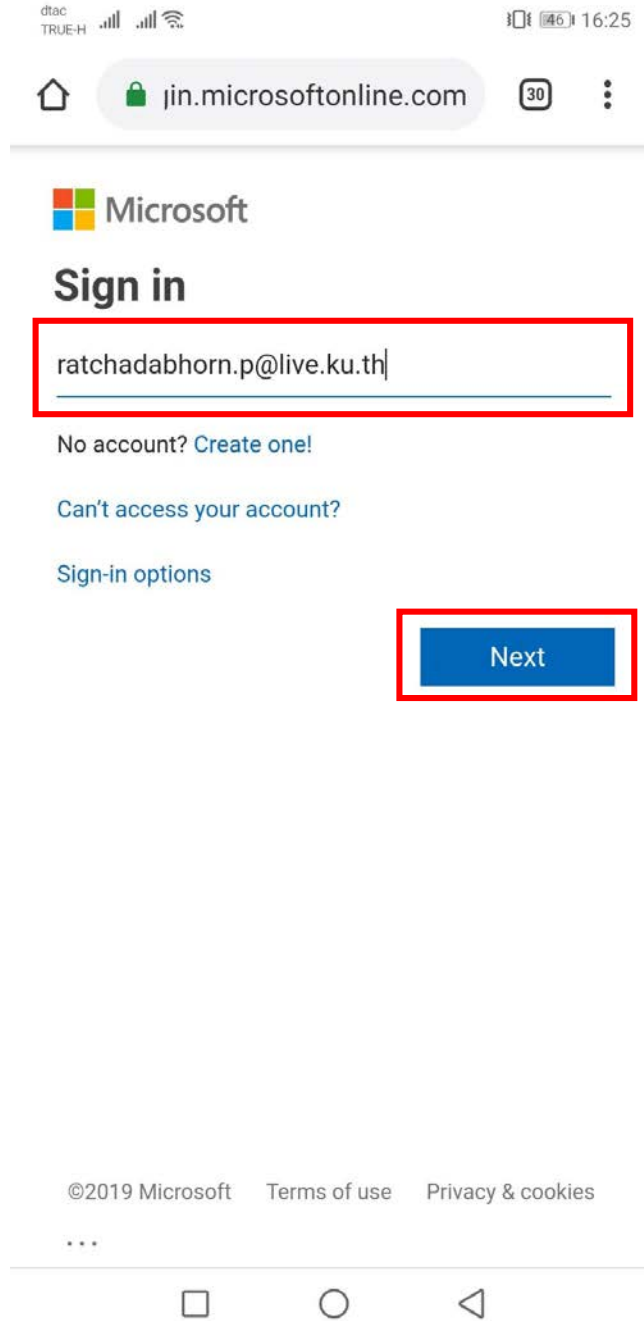 dtac
TRUE-H 46 16:25
jin.microsoftonline.com 30
Microsoft
Sign in
ratchadabhorn.p@live.ku.th
No account? Create one!
Can't access your account?
Sign-in options
Next
©2019 Microsoft Terms of use Privacy & cookies
...